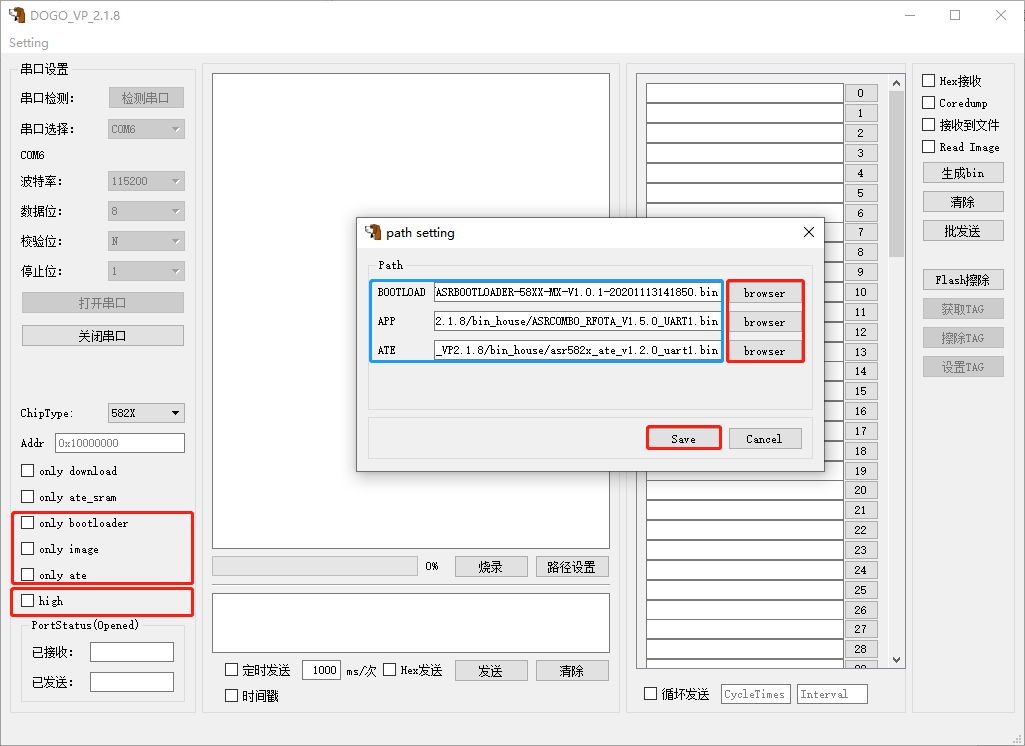 DOGO_VP_2.1.8
Setting
串口设置
串口检测： 检测串口
串口选择： COM6
COM6
波特率： 115200
数据位： 8
校验位： N
停止位： 1
打开串口
关闭串口
ChipType: 582X
Addr 0x10000000
only download
only ate_sram
only bootloader
only image
only ate
high
PortStatus(Opened)
已接收：
已发送：
0% 烧录 路径设置
定时发送 1000 ms/次 Hex发送 发送 清除
时间戳
path setting
Path
BOOTLOAD ASRBOOTLOADER-58XX-MX-V1.0.1-20201113141850.bin browser
APP 2.1.8/bin_house/ASRCOMBO_RFOTA_V1.5.0_UART1.bin browser
ATE _VP2.1.8/bin_house/asr582x_ate_v1.2.0_uart1.bin browser
Save Cancel
0
1
2
3
4
5
6
7
8
9
10
11
12
13
14
15
16
17
18
19
20
21
22
23
24
25
26
27
28
循环发送 CycleTimes Interval
Hex接收
Coredump
接收到文件
Read Image
生成bin
清除
批发送
Flash擦除
获取TAG
擦除TAG
设置TAG